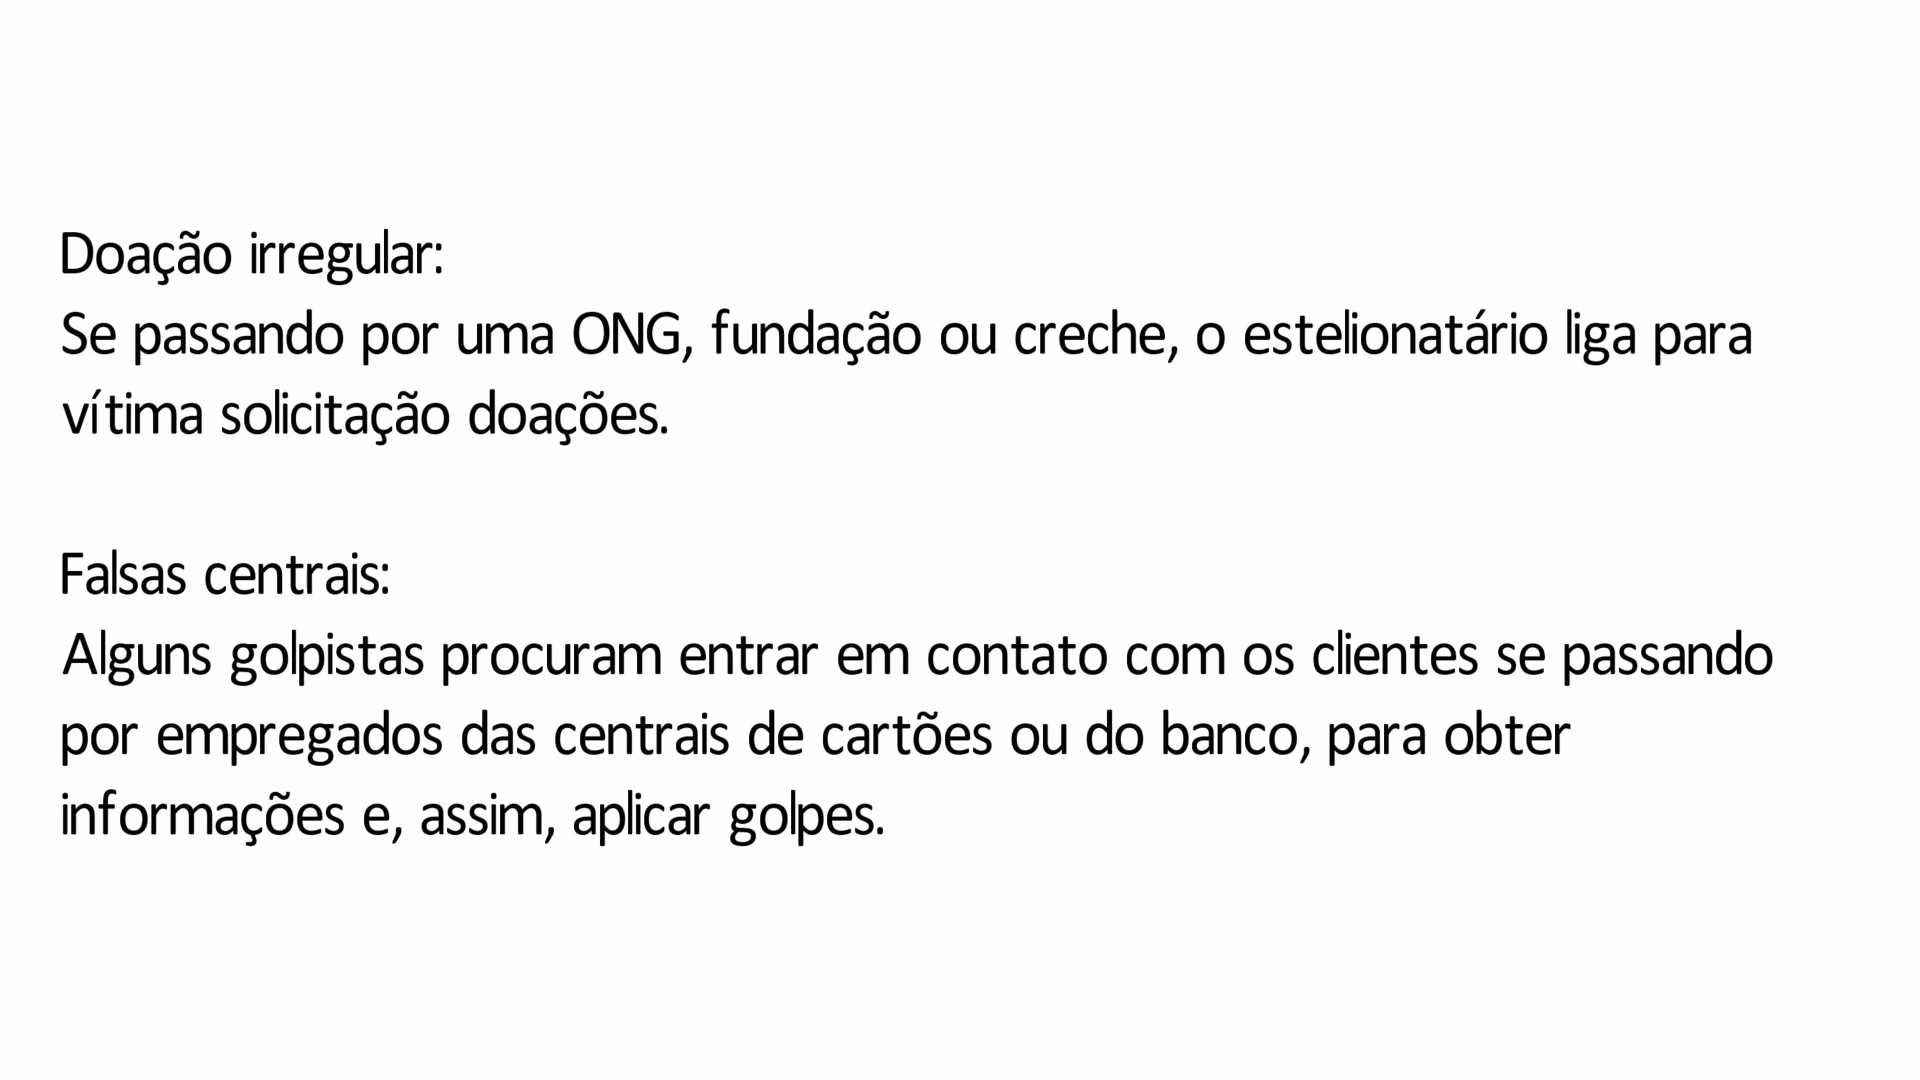 Doação irregular:
Se passando por uma ONG, fundação ou creche, o estelionatário liga para
vítima solicitação doações.
Falsas centrais:
Alguns golpistas procuram entrar em contato com os clientes se passando
por empregados das centrais de cartões ou do banco, para obter
informações e, assim, aplicar golpes.